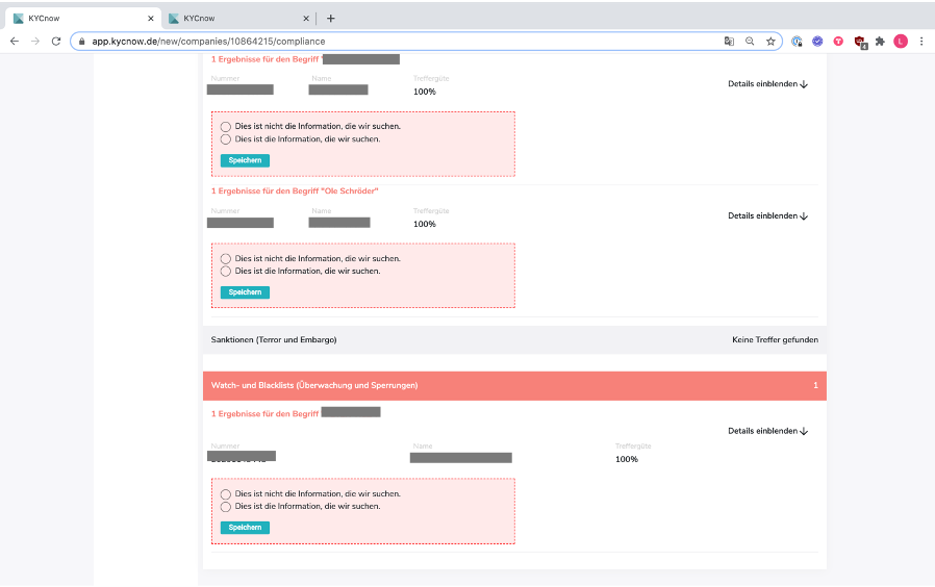 KYCnow
KYCnow
app.kycnow.de/new/companies/10864215/compliance
1 Ergebnisse für den Begriff "
Nummer Name Treffergüte
Details einblenden
100%
Dies ist nicht die Information, die wir suchen.
Dies ist die Information, die wir suchen.
Speichern
1 Ergebnisse für den Begriff "Ole Schröder"
Nummer Name Treffergüte
Details einblenden
100%
Dies ist nicht die Information, die wir suchen.
Dies ist die Information, die wir suchen.
Speichern
Sanktionen (Terror und Embargo) Keine Treffer gefunden
Watch- und Blacklists (Überwachung und Sperrungen) 1
1 Ergebnisse für den Begriff
Details einblenden
Nummer Name Treffergüte
100%
Dies ist nicht die Information, die wir suchen.
Dies ist die Information, die wir suchen.
Speichern